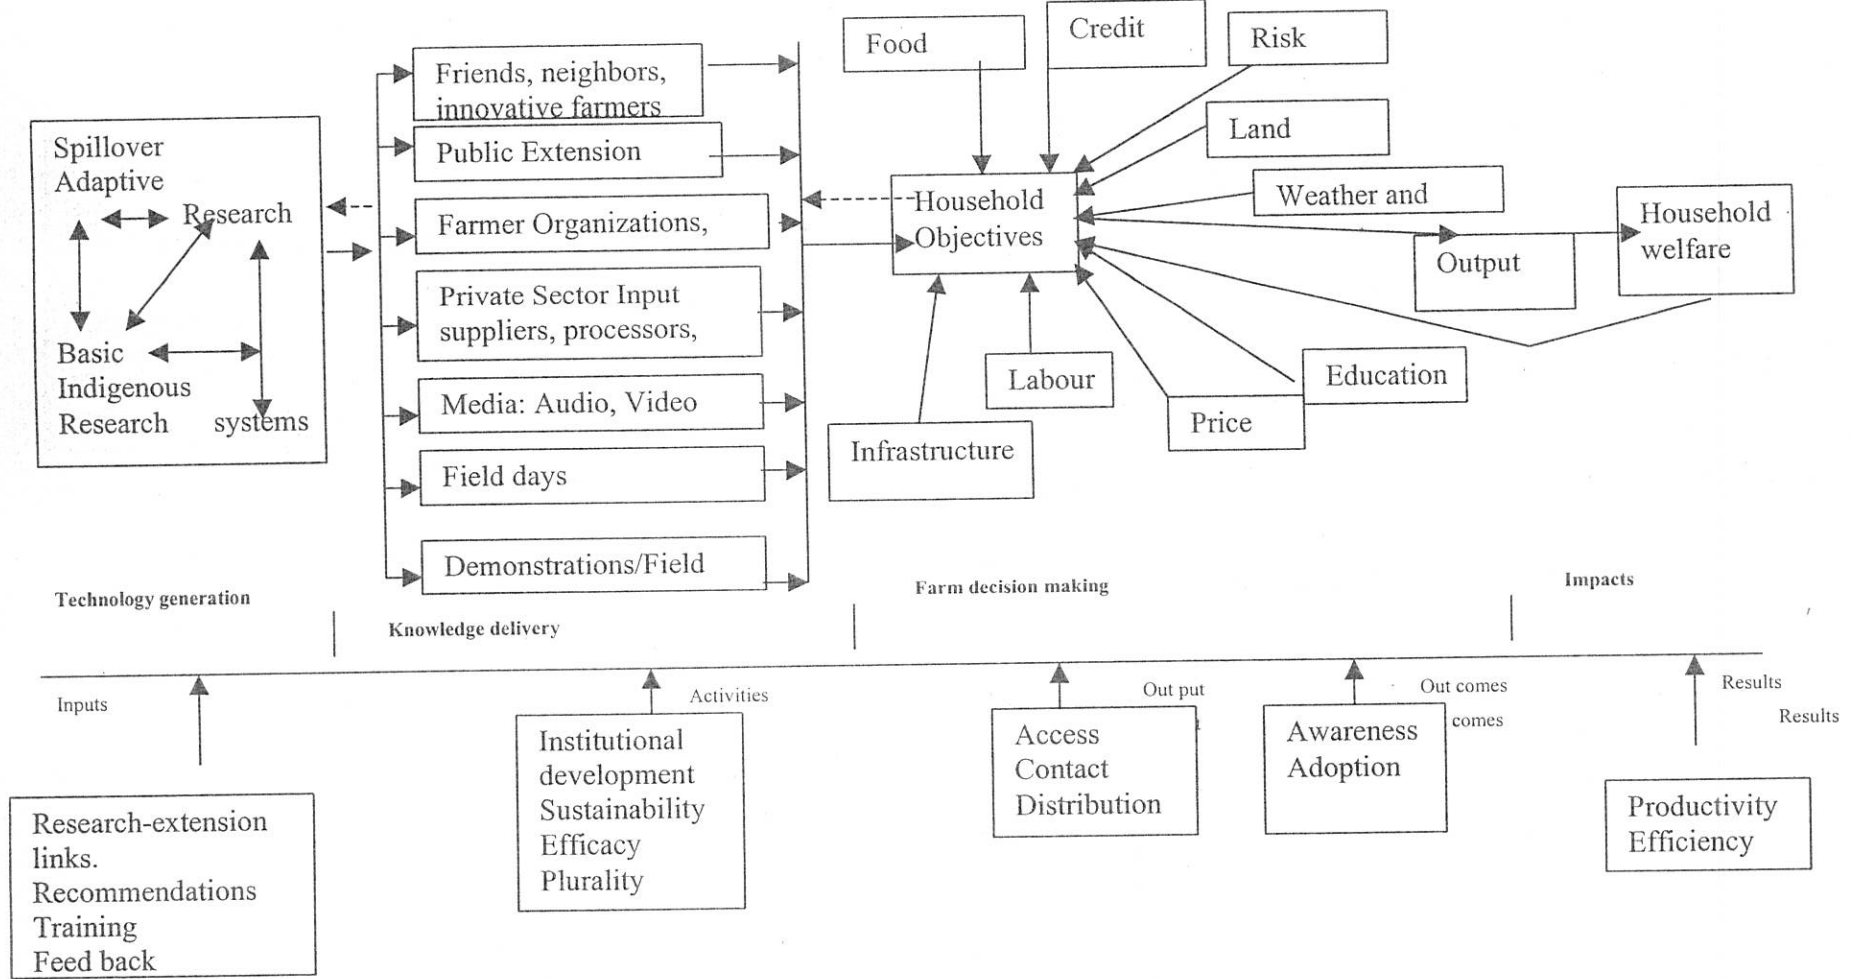 Spillover
Adaptive
Research
Basic
Indigenous
Research systems
Friends, neighbors,
innovative farmers
Public Extension
Farmer Organizations,
Private Sector Input
suppliers, processors,
Media: Audio, Video
Field days
Demonstrations/Field
Food
Credit
Risk
Land
Weather and
Household
Objectives
Output
Household
welfare
Infrastructure
Labour
Price
Education
Technology generation
Knowledge delivery
Farm decision making
Impacts
Inputs
Activities
Out put
Out comes
comes
Results
Results
Research-extension
links.
Recommendations
Training
Feed back
Institutional
development
Sustainability
Efficacy
Plurality
Access
Contact
Distribution
Awareness
Adoption
Productivity
Efficiency